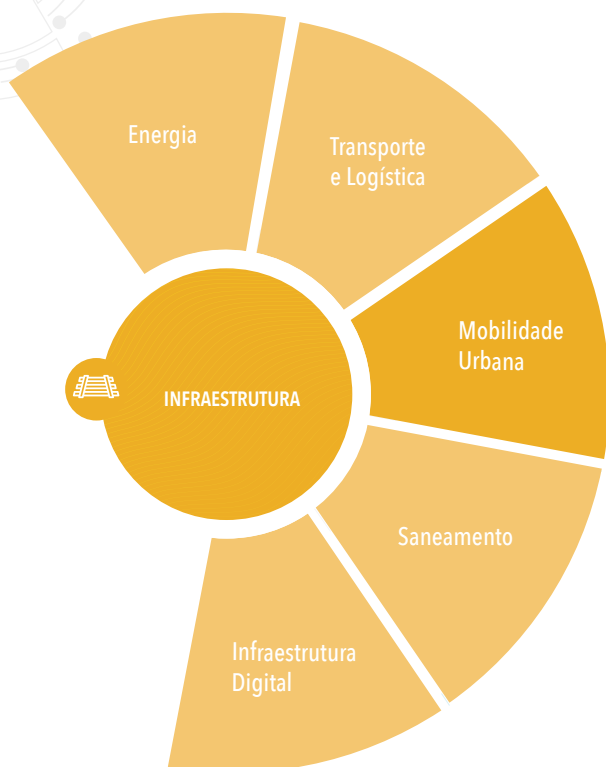 Energia
Transporte
e Logística
Mobilidade
Urbana
INFRAESTRUTURA
Saneamento
Infraestrutura
Digital